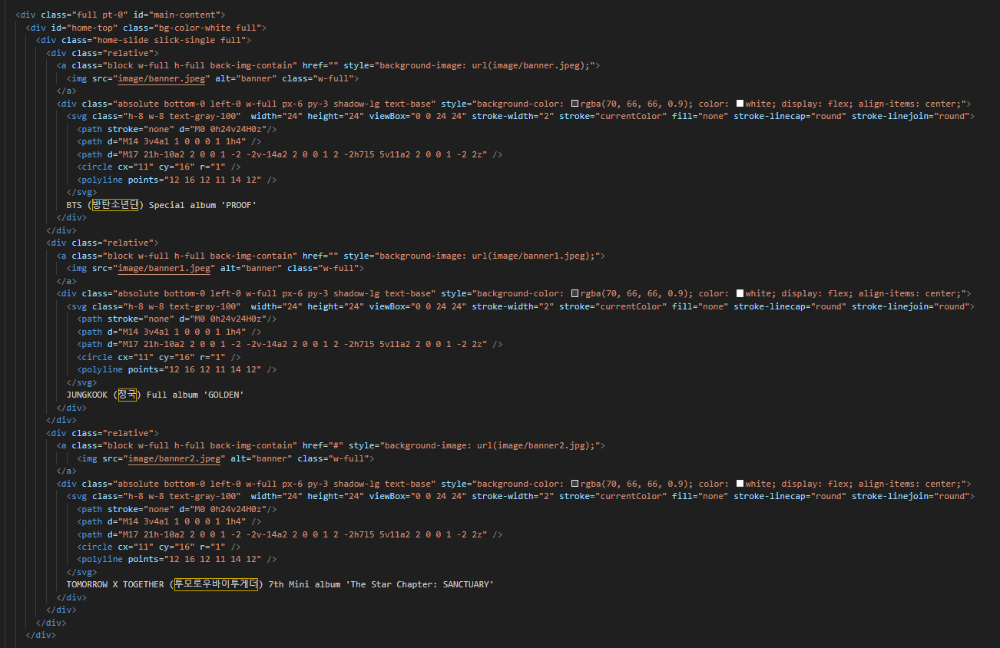 <div class="full pt-0" id="main-content">
<div id="home-top" class="bg-color-white full">
<div class="home-slide slick-single full">
<div class="relative">
<a class="block w-full h-full back-img-contain" href="" style="background-image: url(image/banner.jpeg);">
<img src="image/banner.jpeg" alt="banner" class="w-full">
</a>
<div class="absolute bottom-0 left-0 w-full px-6 py-3 shadow-lg text-base" style="background-color: rgba(70, 66, 66, 0.9); color: white; display: flex; align-items: center;">
<svg class="h-8 w-8 text-gray-100"  width="24" height="24" viewBox="0 0 24 24" stroke-width="2" stroke="currentColor" fill="none" stroke-linecap="round" stroke-linejoin="round">
<path stroke="none" d="M0 0h24v24H0z"/>
<path d="M14 3v4a1 1 0 0 0 1 1h4" />
<path d="M17 21h-10a2 2 0 0 1 -2 -2v-14a2 2 0 0 1 2 -2h7l5 5v11a2 2 0 0 1 -2 2z" />
<circle cx="11" cy="16" r="1" />
<polyline points="12 16 12 11 14 12" />
</svg>
BTS (방탄소년단) Special album 'PROOF'
</div>
</div>
<div class="relative">
<a class="block w-full h-full back-img-contain" href="" style="background-image: url(image/banner1.jpeg);">
<img src="image/banner1.jpeg" alt="banner" class="w-full">
</a>
<div class="absolute bottom-0 left-0 w-full px-6 py-3 shadow-lg text-base" style="background-color: rgba(70, 66, 66, 0.9); color: white; display: flex; align-items: center;">
<svg class="h-8 w-8 text-gray-100"  width="24" height="24" viewBox="0 0 24 24" stroke-width="2" stroke="currentColor" fill="none" stroke-linecap="round" stroke-linejoin="round">
<path stroke="none" d="M0 0h24v24H0z"/>
<path d="M14 3v4a1 1 0 0 0 1 1h4" />
<path d="M17 21h-10a2 2 0 0 1 -2 -2v-14a2 2 0 0 1 2 -2h7l5 5v11a2 2 0 0 1 -2 2z" />
<circle cx="11" cy="16" r="1" />
<polyline points="12 16 12 11 14 12" />
</svg>
JUNGKOOK (정국) Full album 'GOLDEN'
</div>
</div>
<div class="relative">
<a class="block w-full h-full back-img-contain" href="#" style="background-image: url(image/banner2.jpg);">
<img src="image/banner2.jpeg" alt="banner" class="w-full">
</a>
<div class="absolute bottom-0 left-0 w-full px-6 py-3 shadow-lg text-base" style="background-color: rgba(70, 66, 66, 0.9); color: white; display: flex; align-items: center;">
<svg class="h-8 w-8 text-gray-100"  width="24" height="24" viewBox="0 0 24 24" stroke-width="2" stroke="currentColor" fill="none" stroke-linecap="round" stroke-linejoin="round">
<path stroke="none" d="M0 0h24v24H0z"/>
<path d="M14 3v4a1 1 0 0 0 1 1h4" />
<path d="M17 21h-10a2 2 0 0 1 -2 -2v-14a2 2 0 0 1 2 -2h7l5 5v11a2 2 0 0 1 -2 2z" />
<circle cx="11" cy="16" r="1" />
<polyline points="12 16 12 11 14 12" />
</svg>
TOMORROW X TOGETHER (투모로우바이투게더) 7th Mini album 'The Star Chapter: SANCTUARY'
</div>
</div>
</div>
</div>